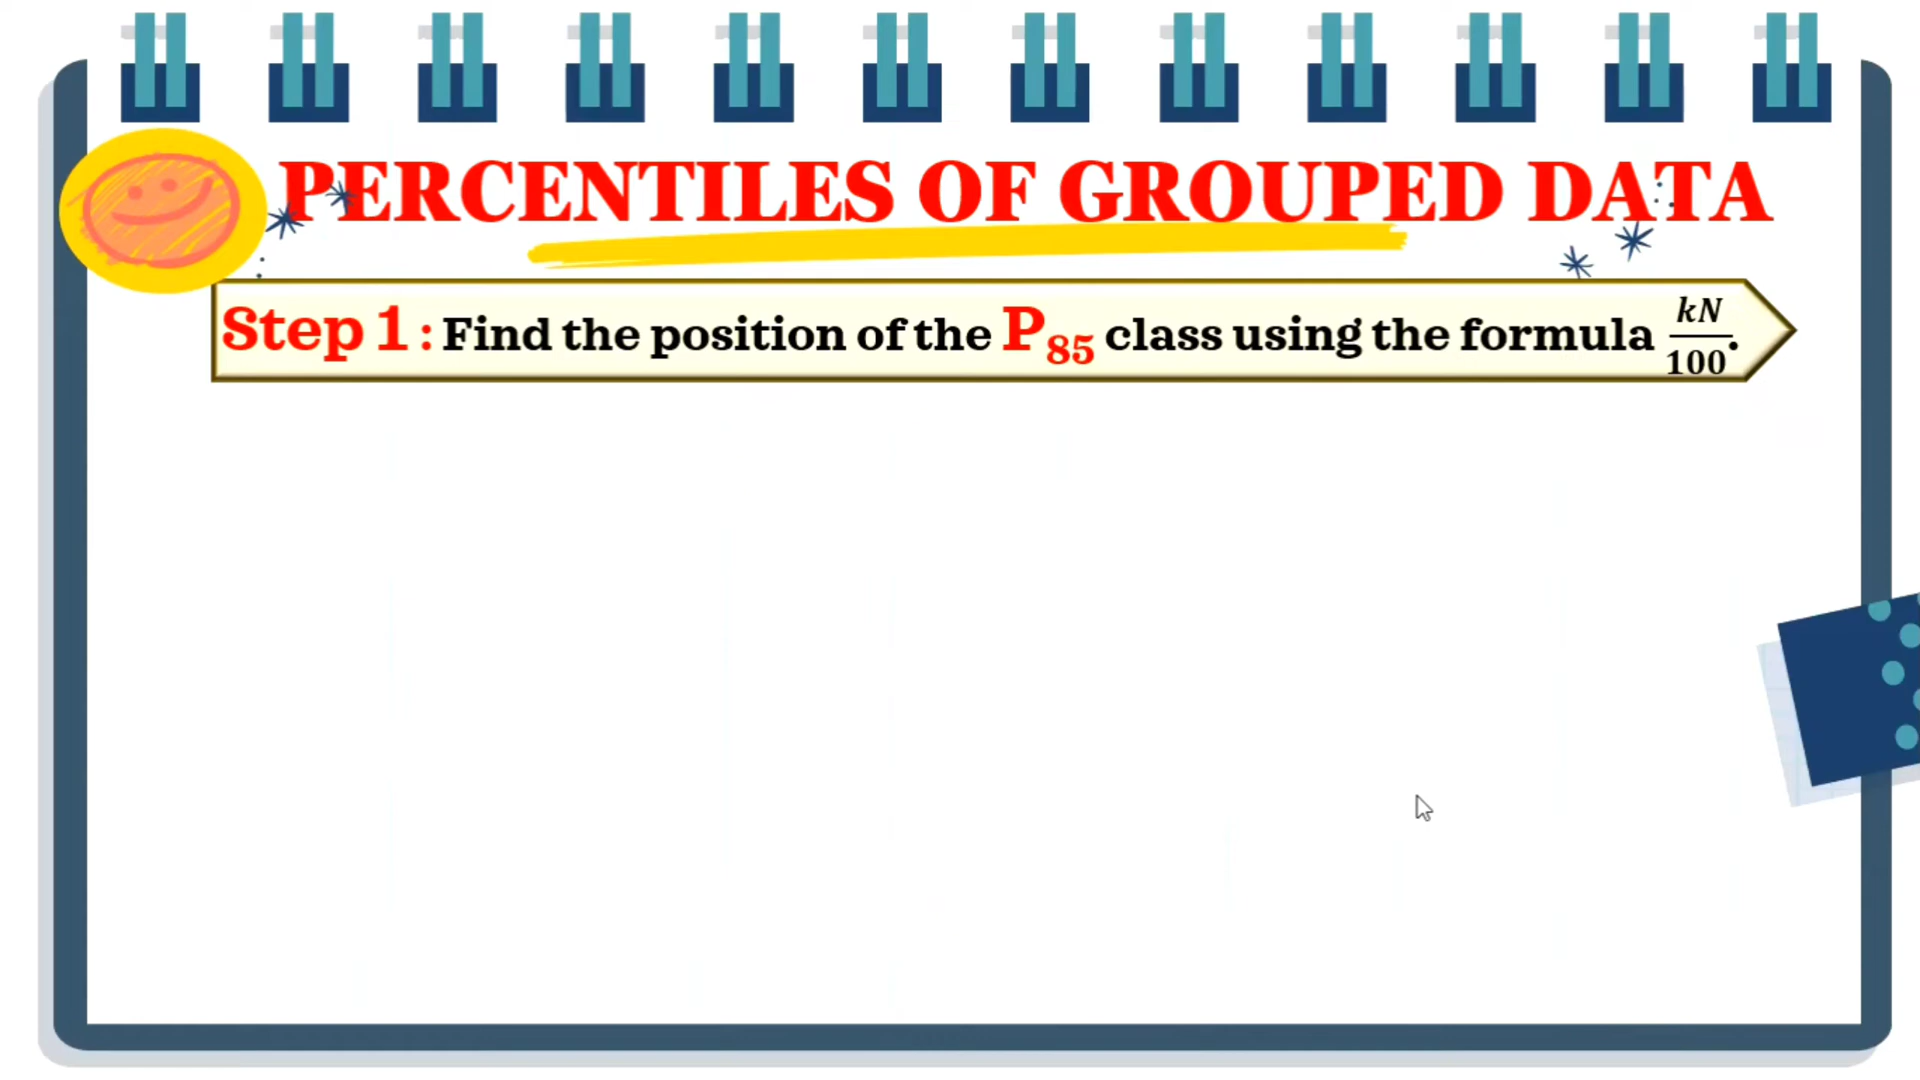 PERCENTILES OF GROUPED DATA
Step 1 : Find the position of the P₈₅ class using the formula kN/100.